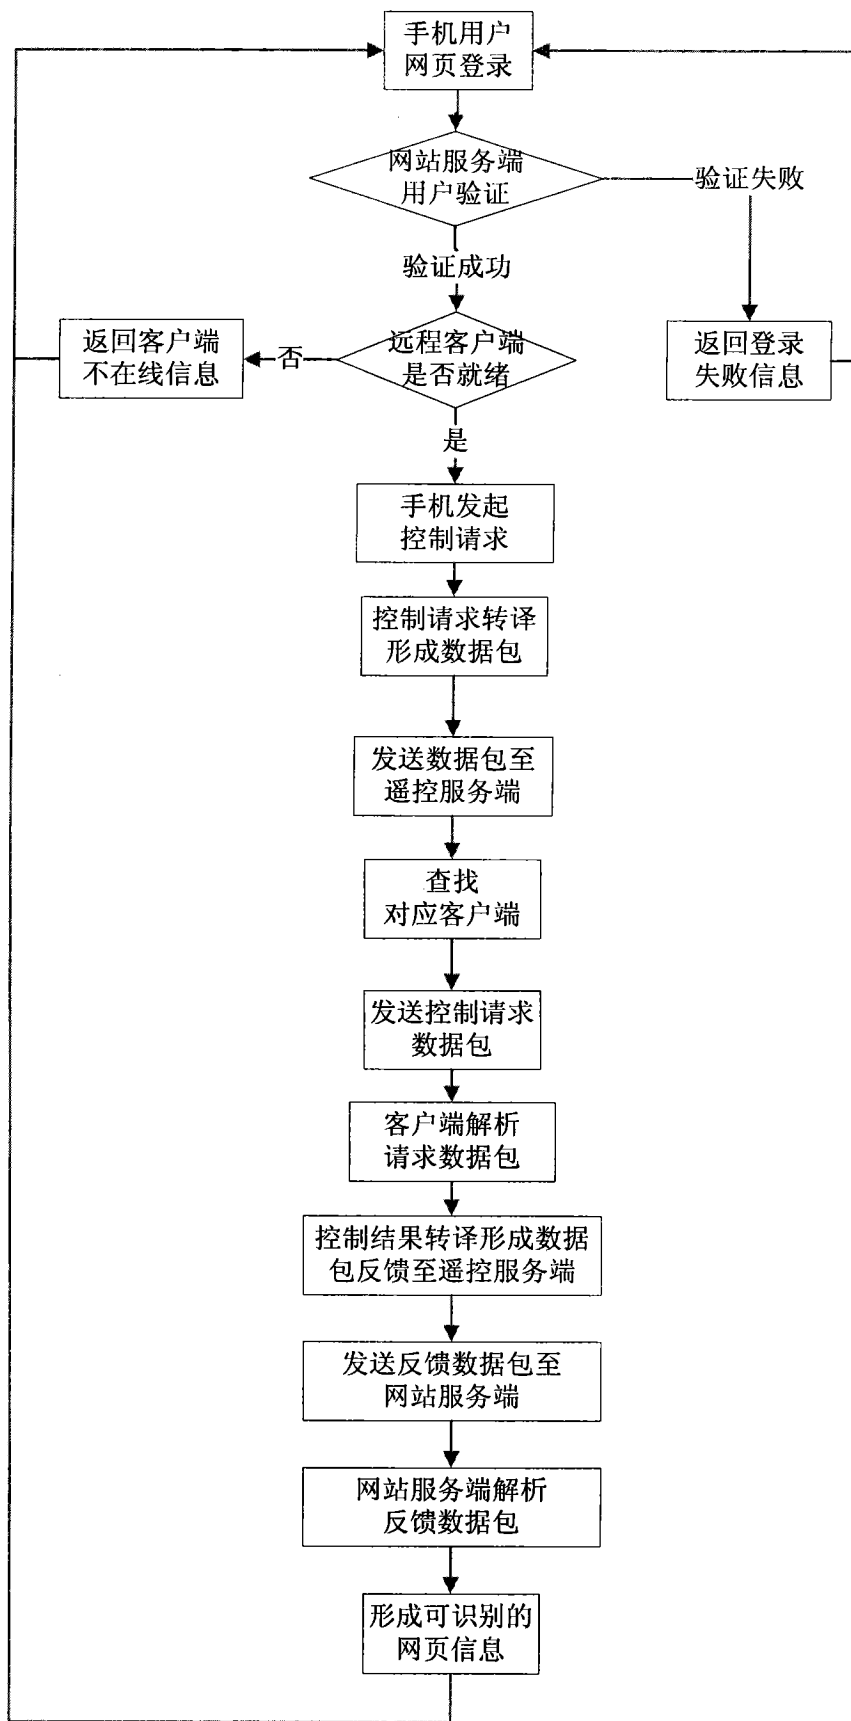 手机用户
网页登录
网站服务端
用户验证
验证失败
验证成功
返回客户端
不在线信息
否
远程客户端
是否就绪
返回登录
失败信息
是
手机发起
控制请求
控制请求转译
形成数据包
发送数据包至
遥控服务端
查找
对应客户端
发送控制请求
数据包
客户端解析
请求数据包
控制结果转译形成数据
包反馈至遥控服务端
发送反馈数据包至
网站服务端
网站服务端解析
反馈数据包
形成可识别的
网页信息